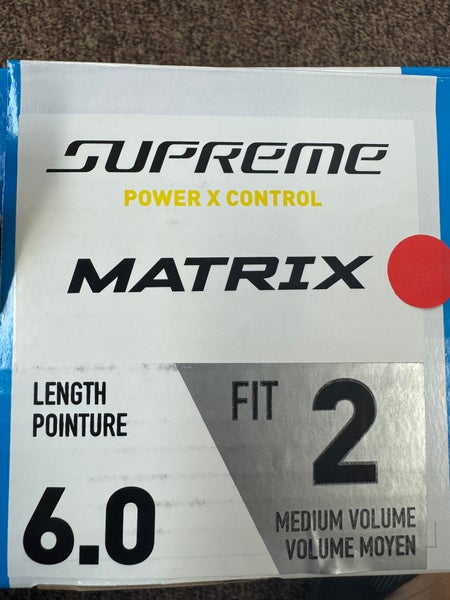 SUPREME
POWER X CONTROL
MATRIX
LENGTH
POINTURE
6.0
FIT 2
MEDIUM VOLUME
VOLUME MOYEN